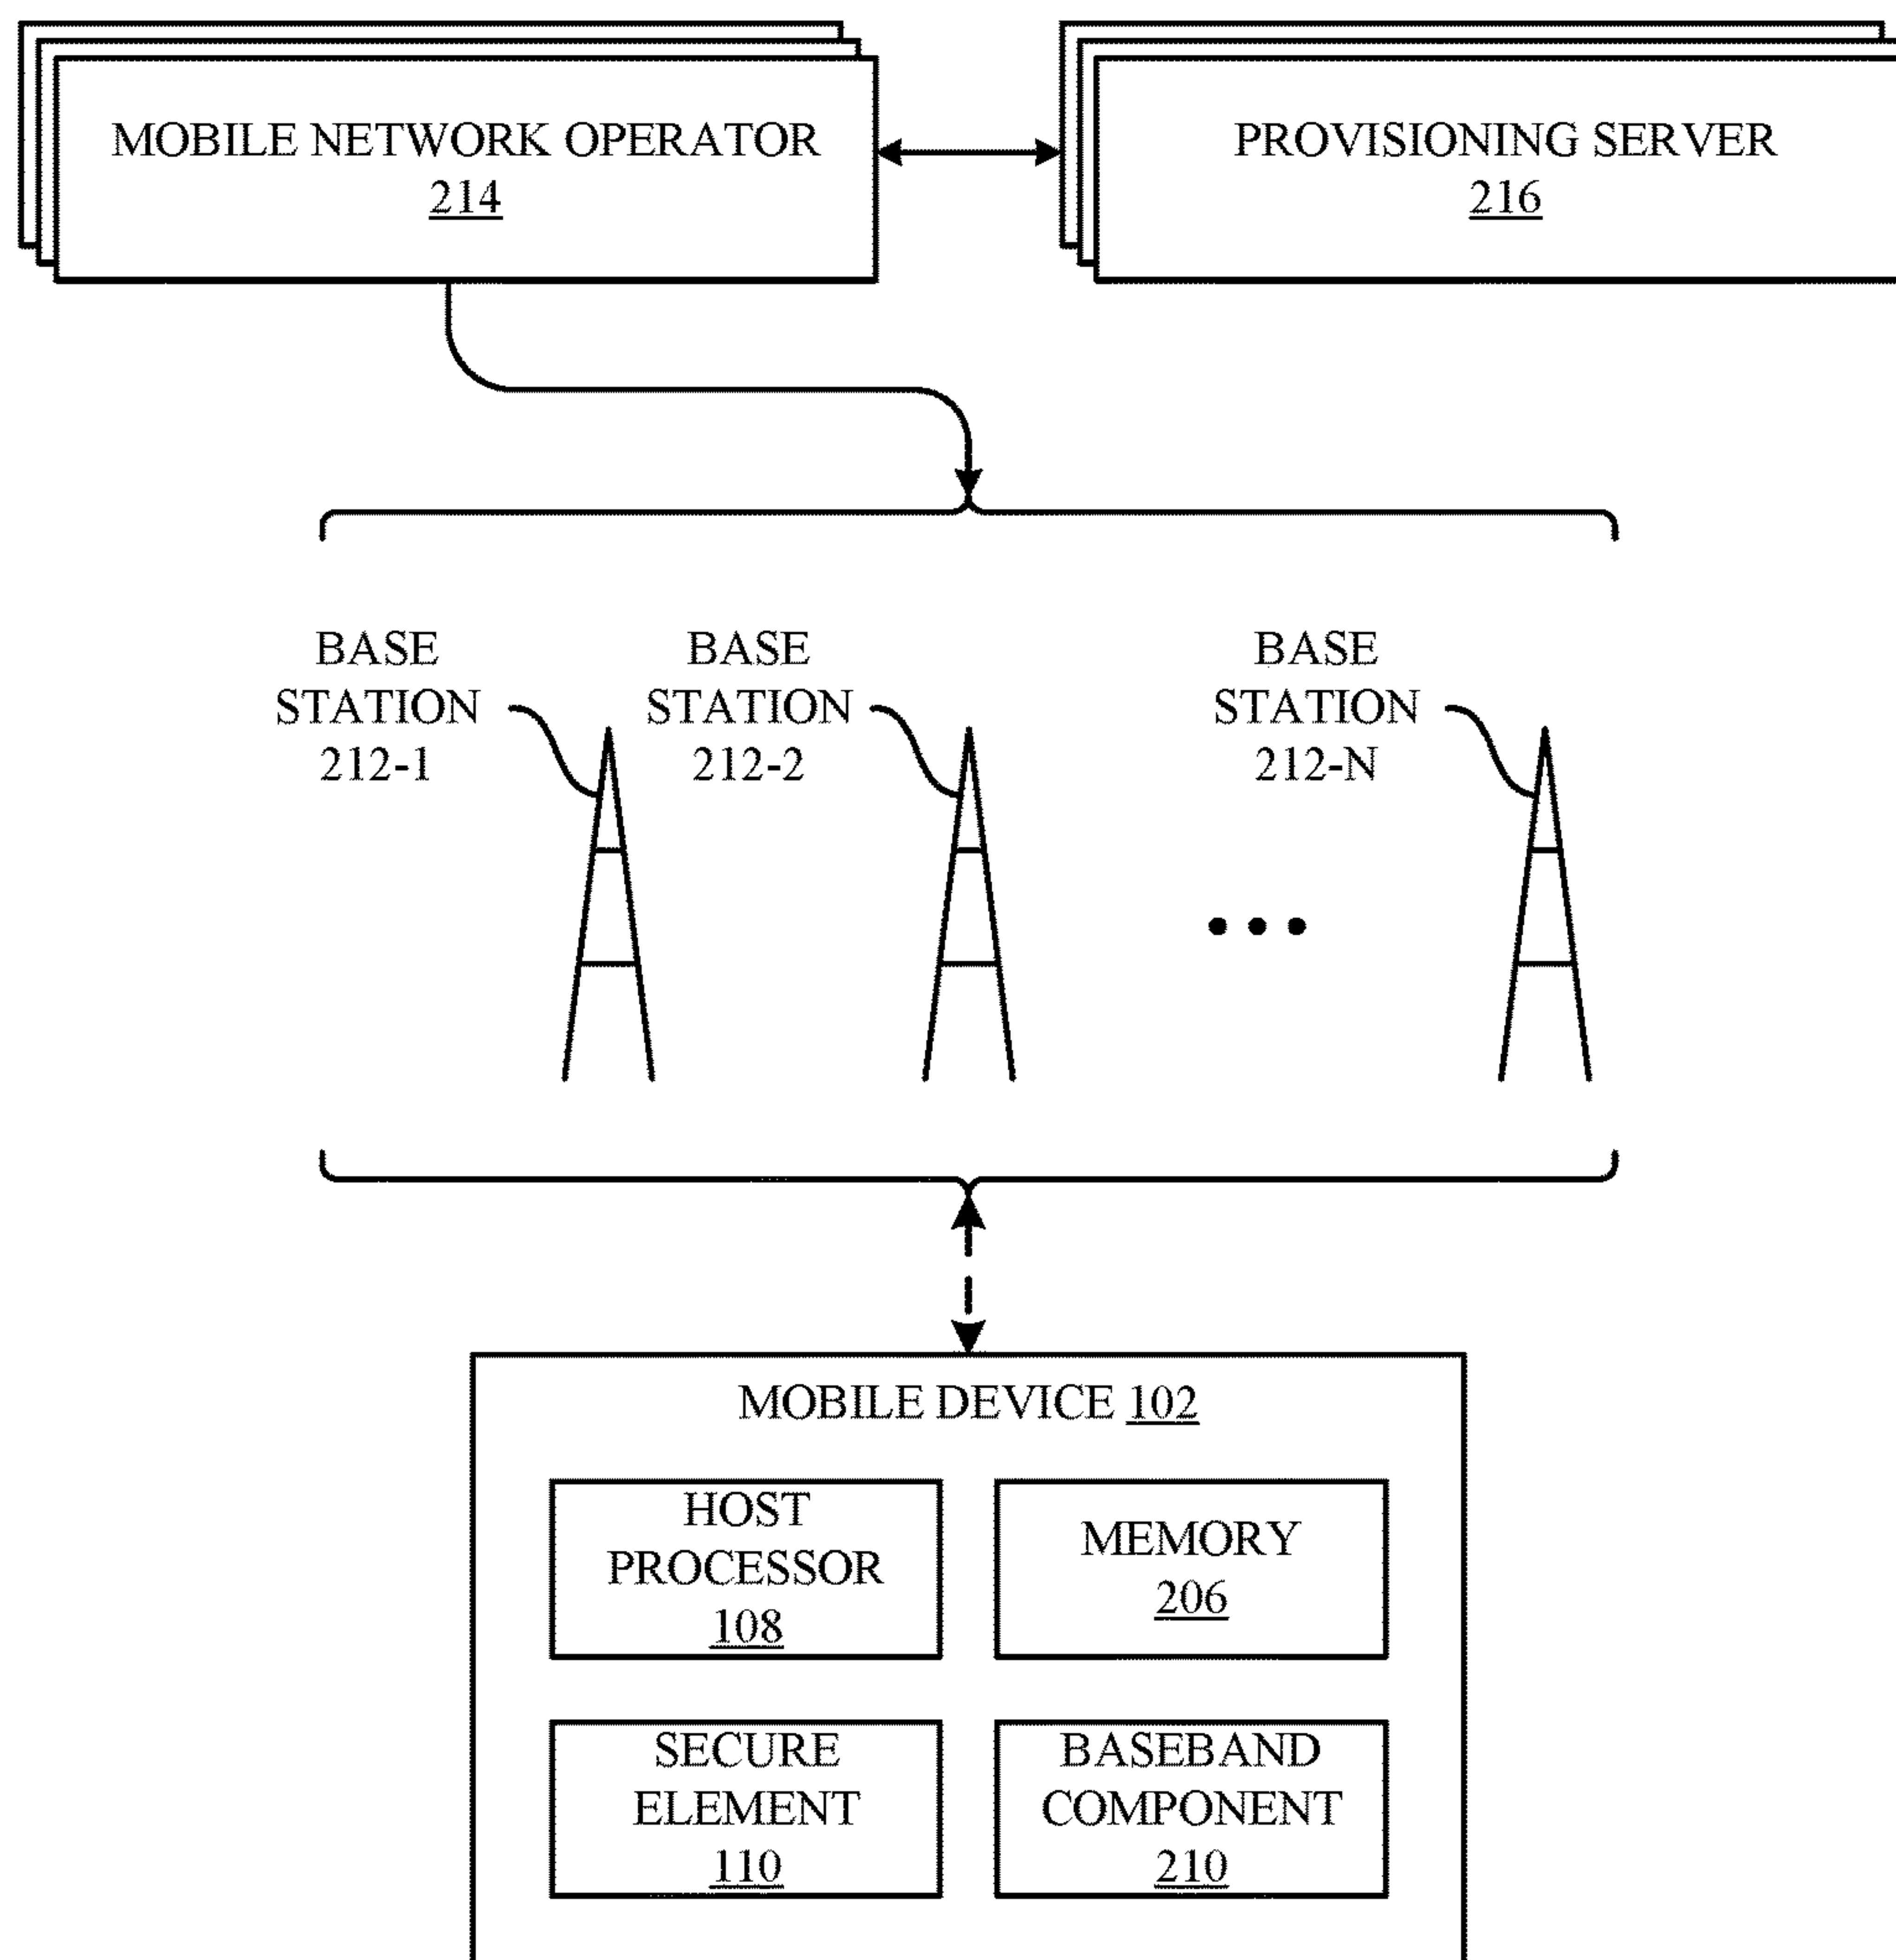 MOBILE NETWORK OPERATOR
214
PROVISIONING SERVER
216
BASE
STATION
212-1
BASE
STATION
212-2
BASE
STATION
212-N
MOBILE DEVICE 102
HOST
PROCESSOR
108
MEMORY
206
SECURE
ELEMENT
110
BASEBAND
COMPONENT
210